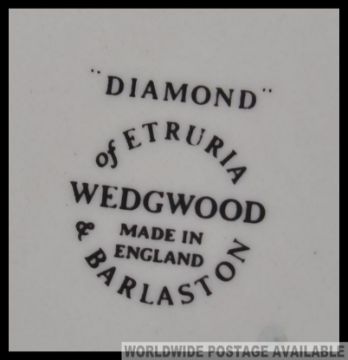 "DIAMOND"
of ETRURIA
WEDGWOOD
MADE IN
ENGLAND
& BARLASTON
WORLDWIDE POSTAGE AVAILABLE